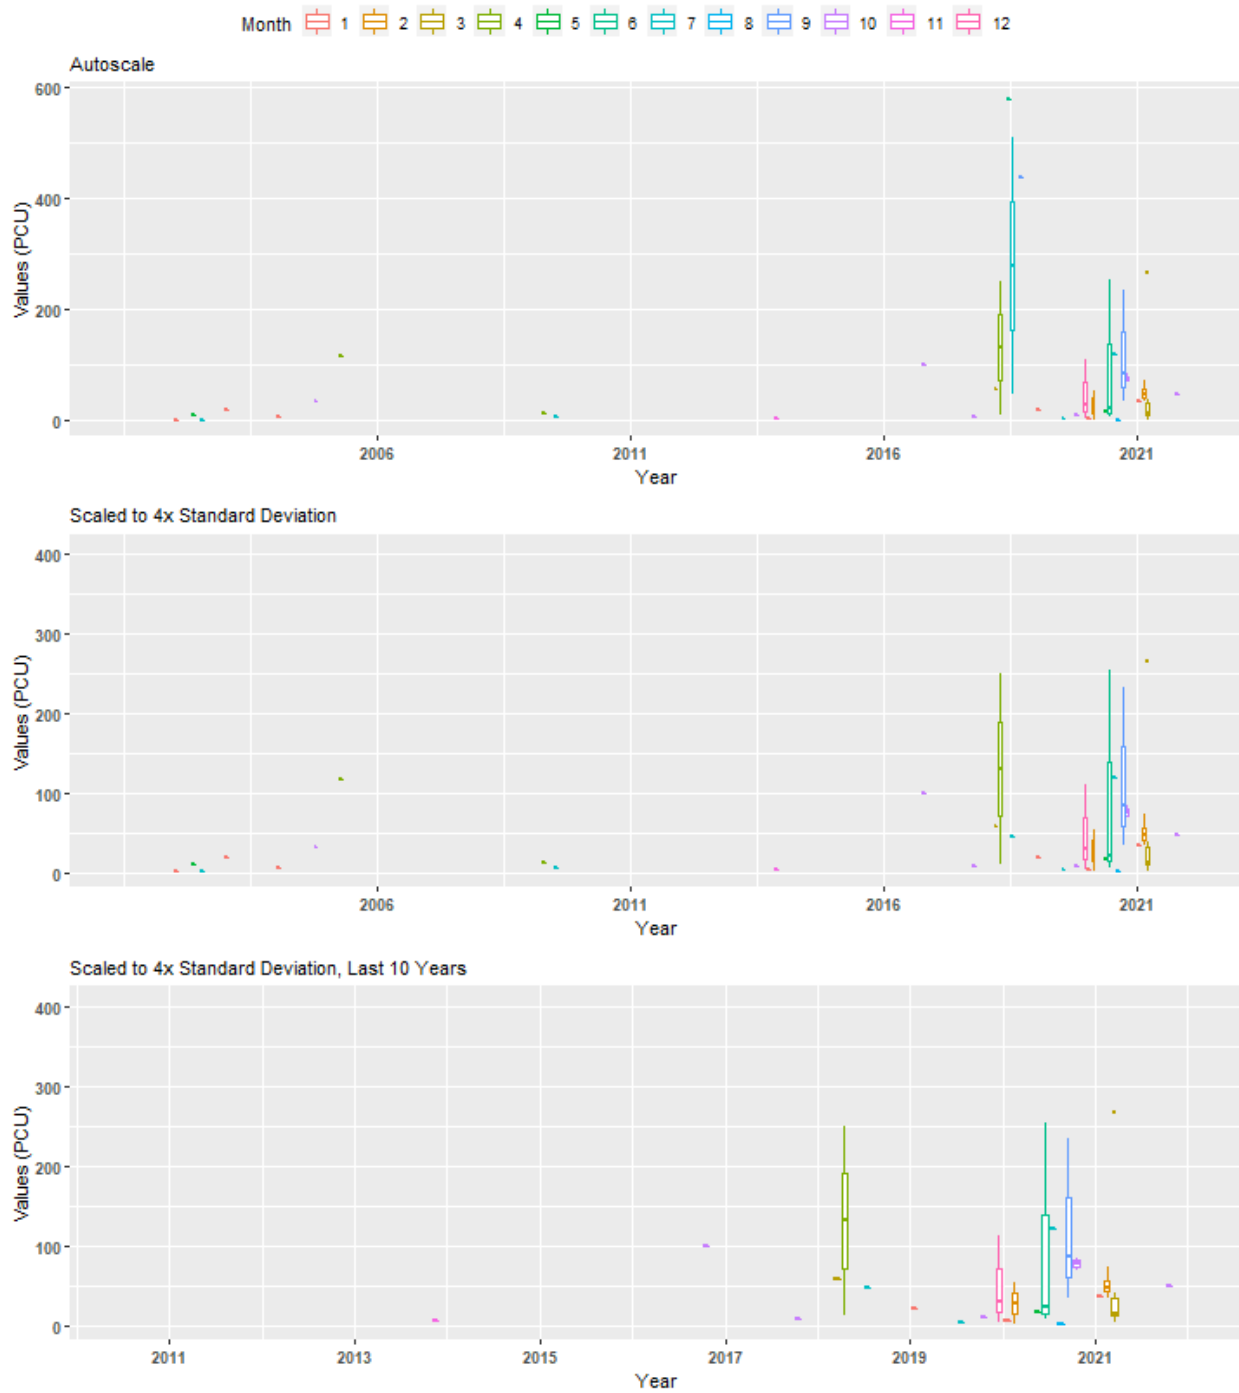 Month 1 2 3 4 5 6 7 8 9 10 11 12
Autoscale
600
400
200
0
Values (PCU)
2006 2011 2016 2021
Year
Scaled to 4x Standard Deviation
400
300
200
100
0
Values (PCU)
2006 2011 2016 2021
Year
Scaled to 4x Standard Deviation, Last 10 Years
400
300
200
100
0
Values (PCU)
2011 2013 2015 2017 2019 2021
Year